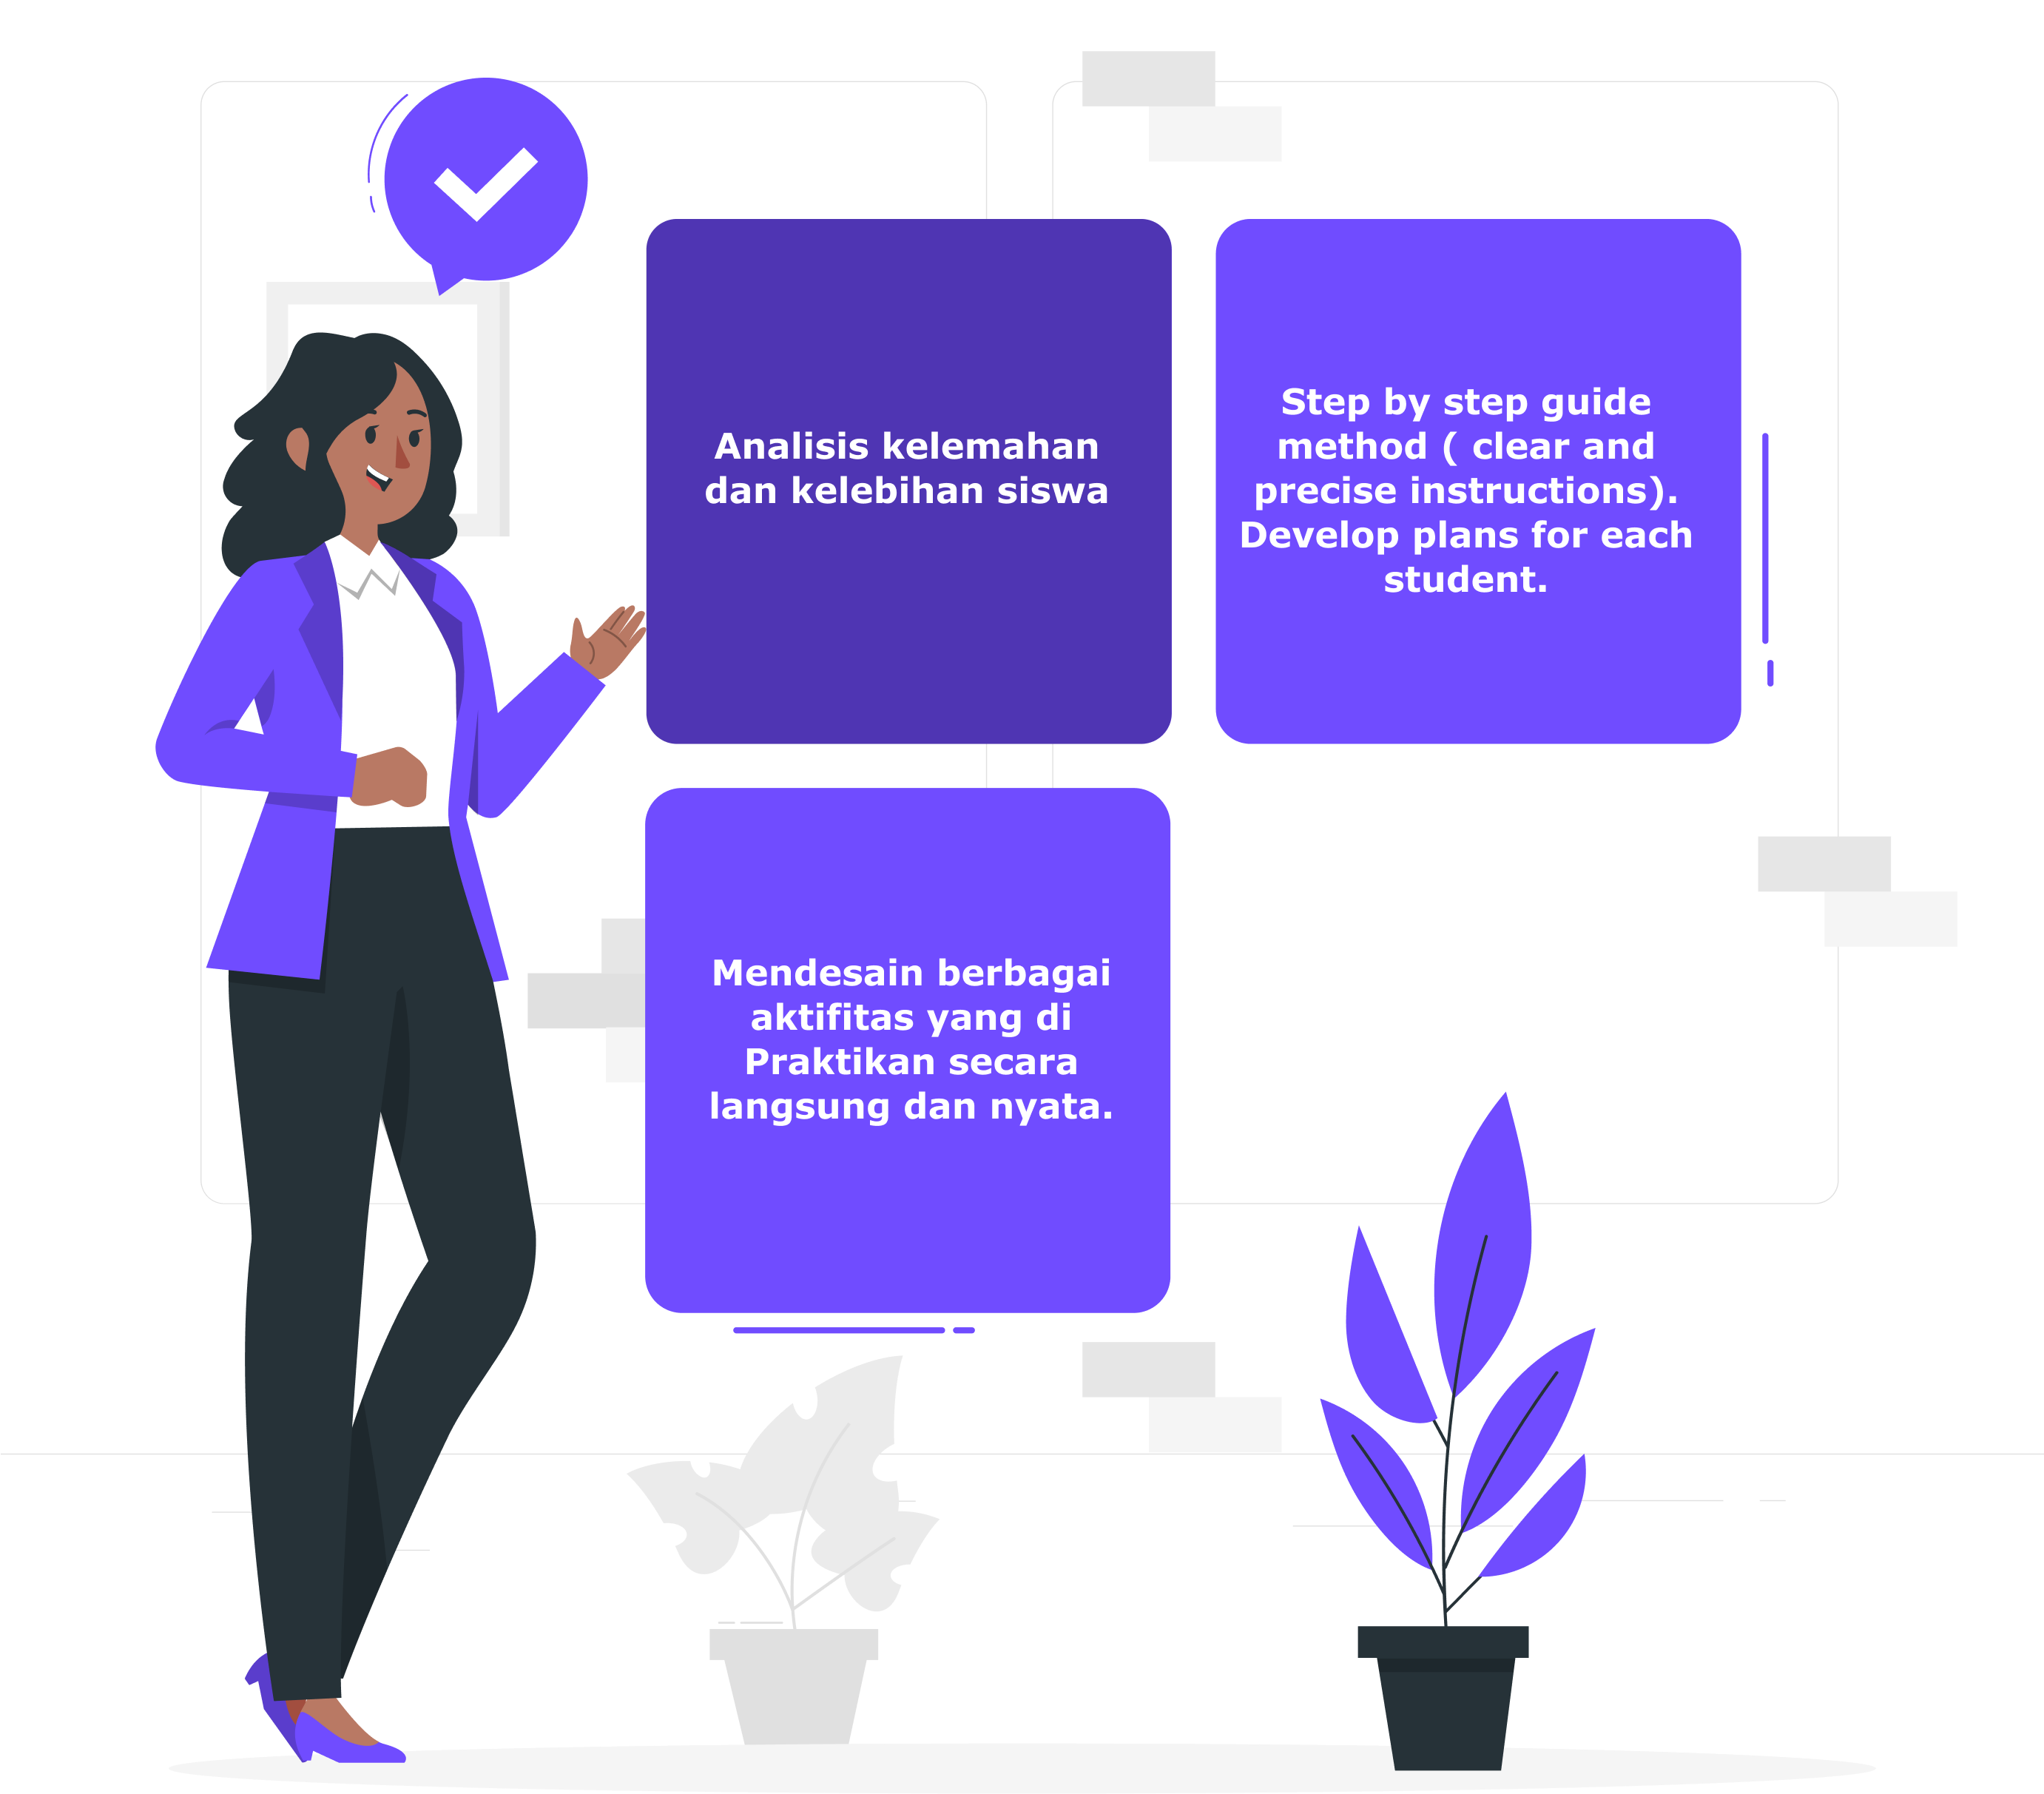 Analisis kelemahan
dan kelebihan siswa
Step by step guide
method ( clear and
precise instructions).
Develop plans for each
student.
Mendesain berbagai
aktifitas yang di
Praktikan secara
langsung dan nyata.